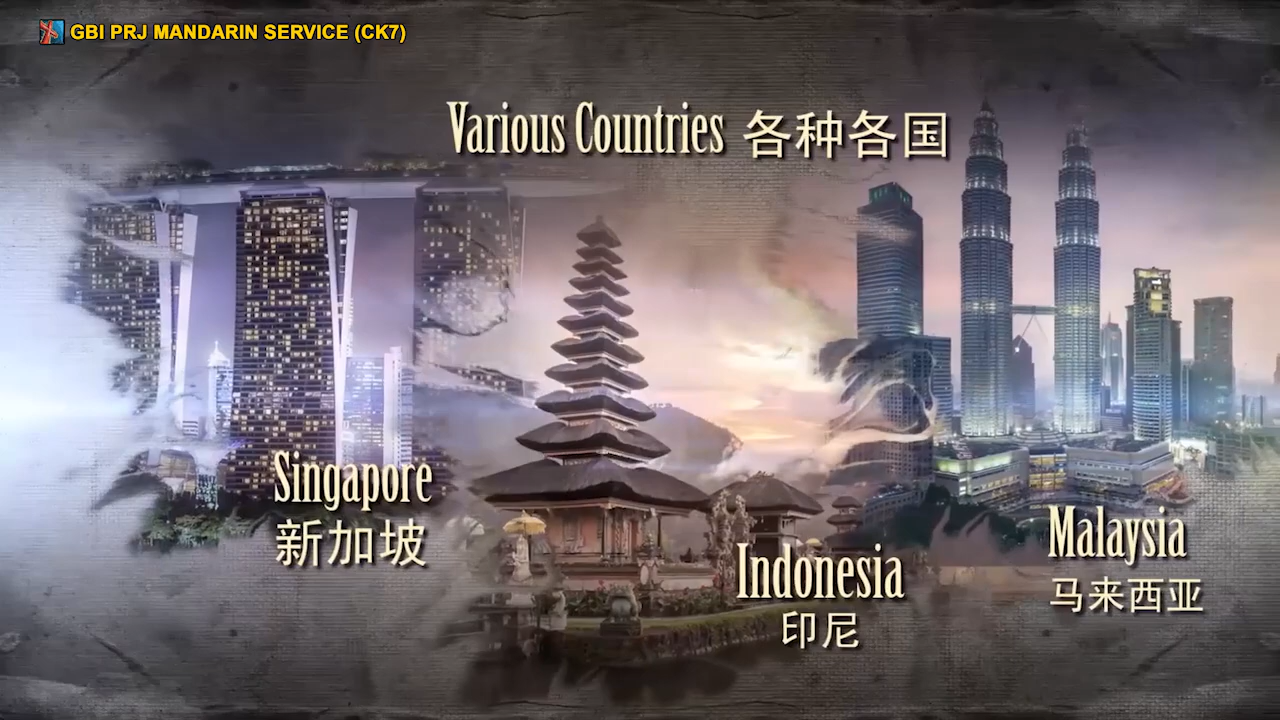 GBI PRJ MANDARIN SERVICE (CK7)
Various Countries 各种各国
Singapore
新加坡
Indonesia
印尼
Malaysia
马来西亚